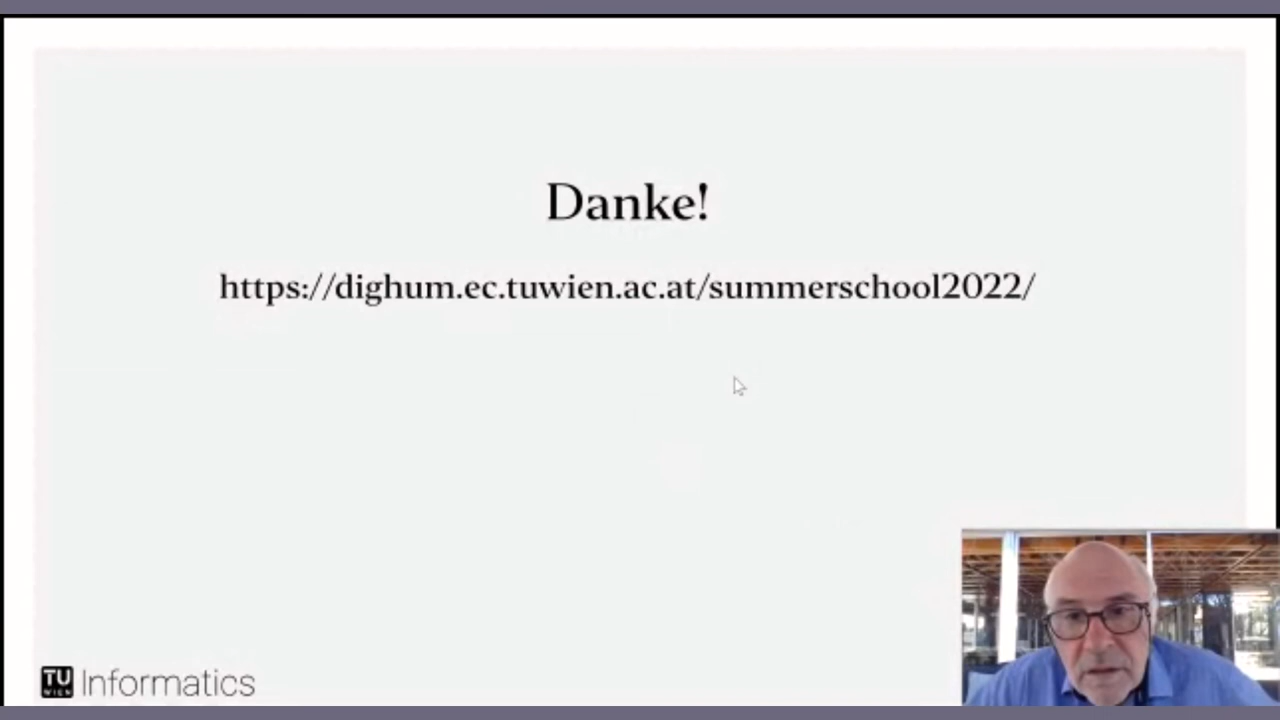 Danke!
https://dighum.ec.tuwien.ac.at/summerschool2022/
TU
WIEN
Informatics